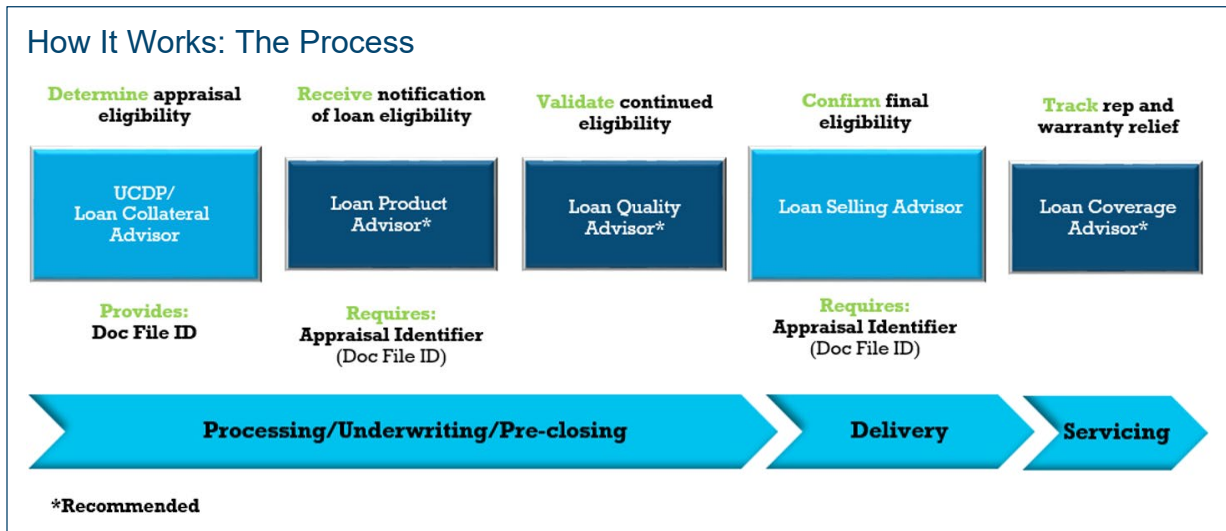 How It Works: The Process
Determine appraisal
eligibility
Receive notification
of loan eligibility
Validate continued
eligibility
Confirm final
eligibility
Track rep and
warranty relief
UCDP/
Loan Collateral
Advisor
Loan Product
Advisor*
Loan Quality
Advisor*
Loan Selling Advisor
Loan Coverage
Advisor*
Provides:
Doc File ID
Requires:
Appraisal Identifier
(Doc File ID)
Requires:
Appraisal Identifier
(Doc File ID)
Processing/Underwriting/Pre-closing
Delivery
Servicing
*Recommended